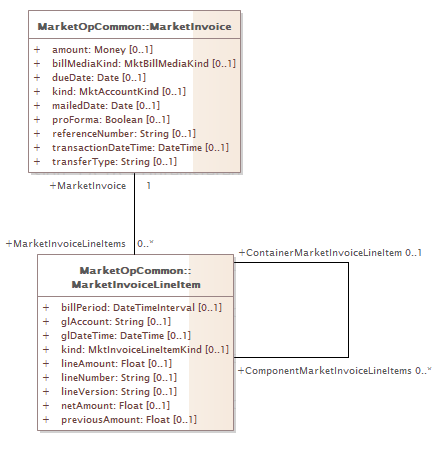 MarketOpCommon::MarketInvoice
+ amount: Money [0..1]
+ billMediaKind: MktBillMediaKind [0..1]
+ dueDate: Date [0..1]
+ kind: MktAccountKind [0..1]
+ mailedDate: Date [0..1]
+ proForma: Boolean [0..1]
+ referenceNumber: String [0..1]
+ transactionDateTime: DateTime [0..1]
+ transferType: String [0..1]
+MarketInvoice 1
+MarketInvoiceLineItems 0..*
MarketOpCommon::
MarketInvoiceLineItem
+ billPeriod: DateTimeInterval [0..1]
+ glAccount: String [0..1]
+ glDateTime: DateTime [0..1]
+ kind: MktInvoiceLineItemKind [0..1]
+ lineAmount: Float [0..1]
+ lineNumber: String [0..1]
+ lineVersion: String [0..1]
+ netAmount: Float [0..1]
+ previousAmount: Float [0..1]
+ContainerMarketInvoiceLineItem 0..1
+ComponentMarketInvoiceLineItems 0..*